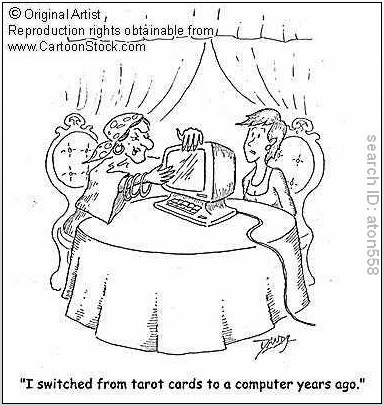 © Original Artist
Reproduction rights obtainable from
www.CartoonStock.com
search ID: aton558
"I switched from tarot cards to a computer years ago."